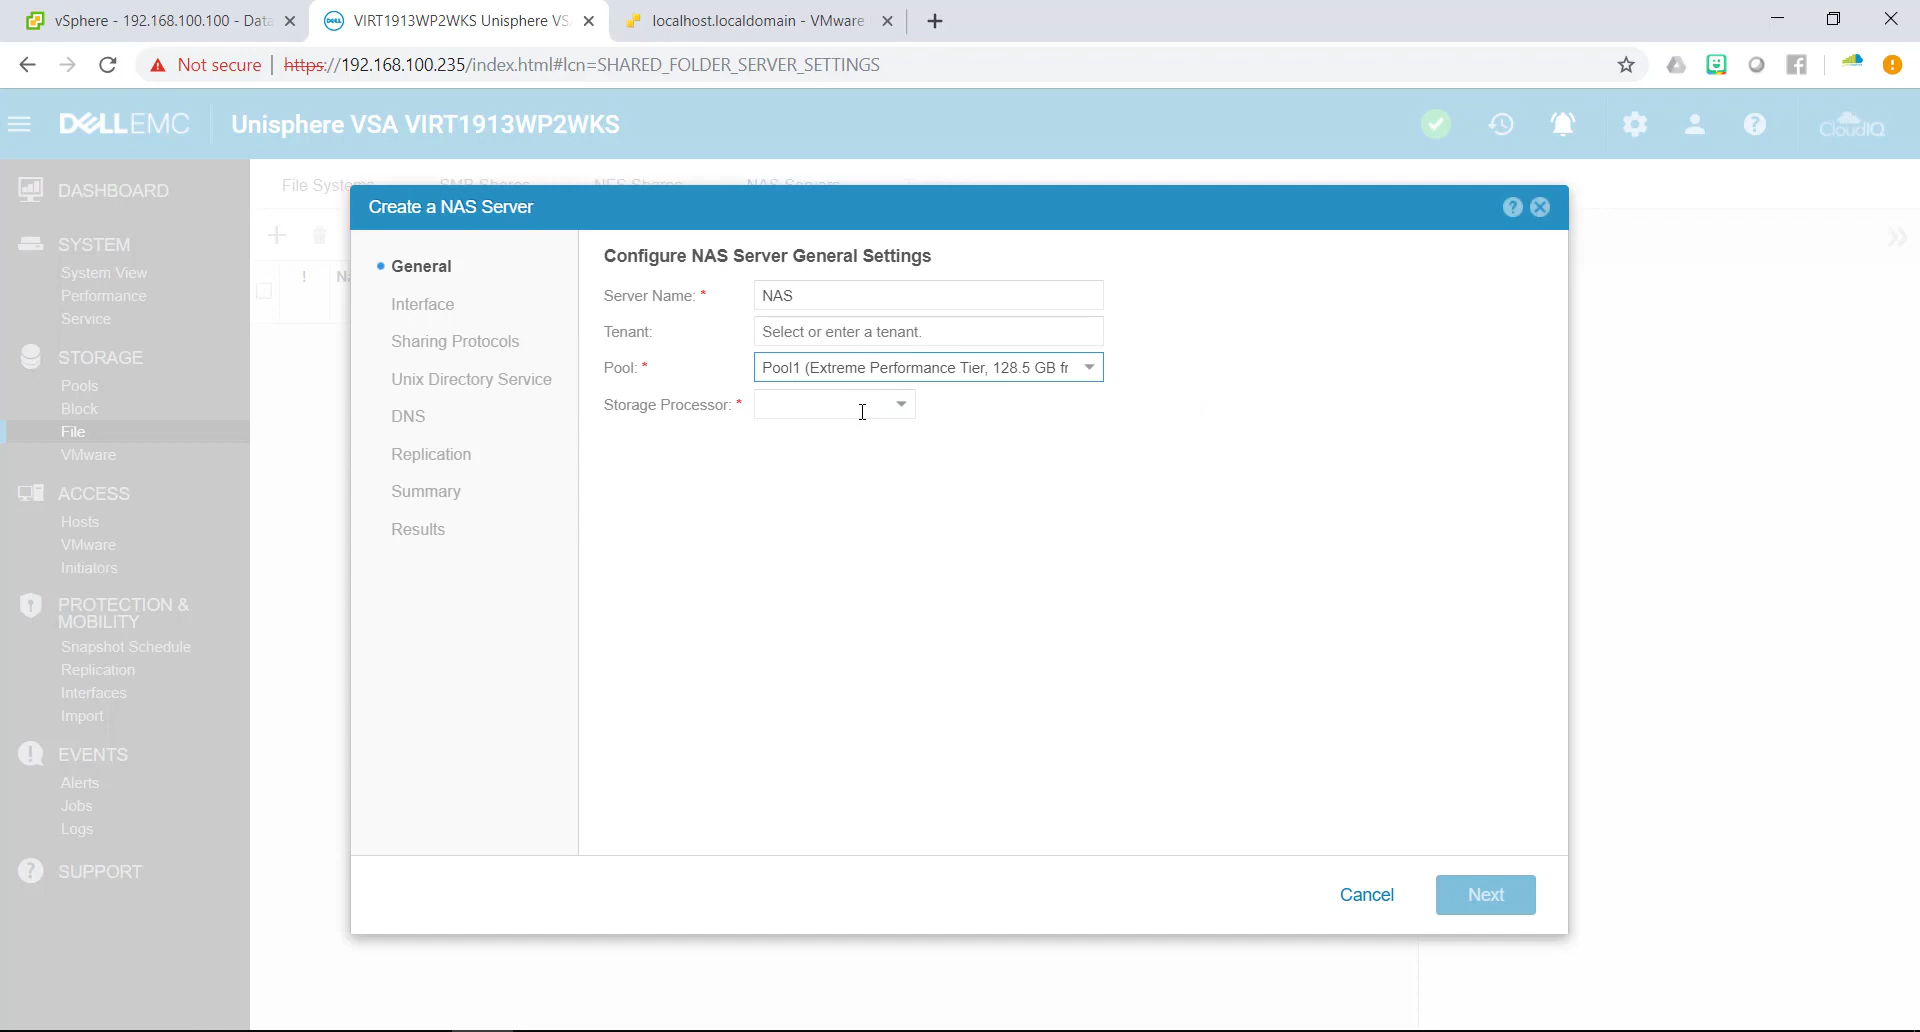 vSphere - 192.168.100.100 - Data
VIRT1913WP2WKS Unisphere VS
localhost.localdomain - VMware
Not secure
https://192.168.100.235/index.html#lcn=SHARED_FOLDER_SERVER_SETTINGS
DELLEMC
Unisphere VSA VIRT1913WP2WKS
CloudIQ
DASHBOARD
SYSTEM
System View
Performance
Service
STORAGE
Pools
Block
File
VMware
ACCESS
Hosts
VMware
Initiators
PROTECTION &
MOBILITY
Snapshot Schedule
Replication
Interfaces
Import
EVENTS
Alerts
Jobs
Logs
SUPPORT
File Systems
SMB Shares
NFS Shares
NAS Servers
! Na
Create a NAS Server
General
Interface
Sharing Protocols
Unix Directory Service
DNS
Replication
Summary
Results
Configure NAS Server General Settings
Server Name: * NAS
Tenant: Select or enter a tenant.
Pool: * Pool1 (Extreme Performance Tier, 128.5 GB fr
Storage Processor: *
Cancel
Next